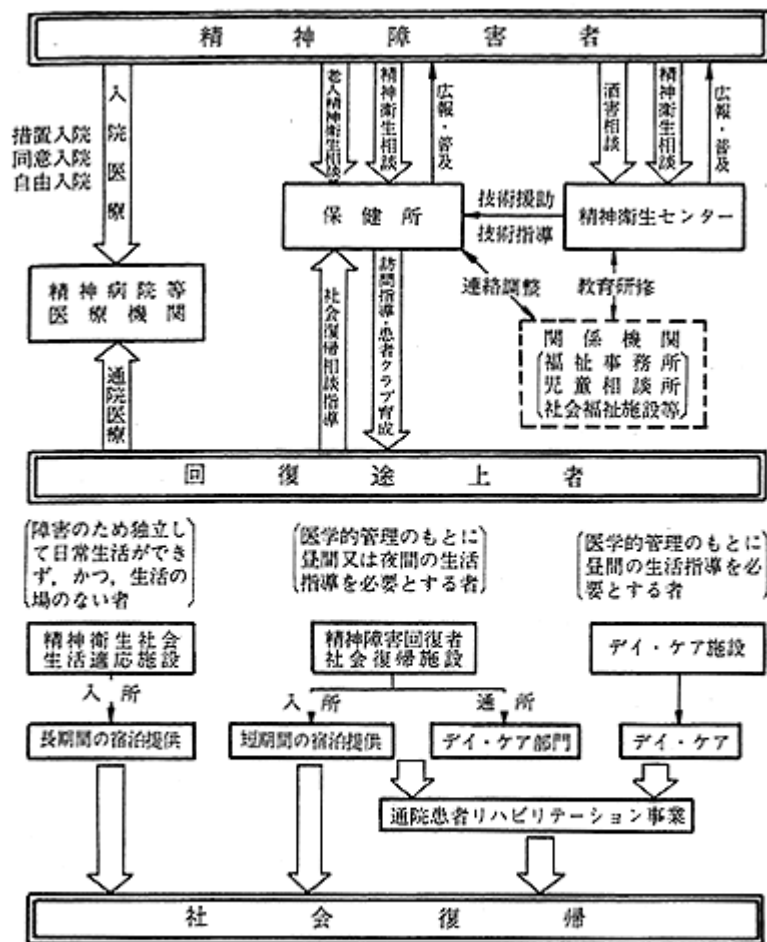 精神障害者
入院医療
措置入院
同意入院
自由入院
老人精神衛生相談
精神衛生相談
広報・普及
酒害相談
精神衛生相談
広報・普及
保健所
技術援助
技術指導
精神衛生センター
精神病院等
医療機関
通院医療
社会復帰相談指導
訪問指導・患者クラブ育成
連絡調整
教育研修
関係機関
福祉事務所
児童相談所
社会福祉施設等
回復途上者
障害のため独立し
て日常生活ができ
ず,かつ,生活の
場のない者
医学的管理のもとに
昼間又は夜間の生活
指導を必要とする者
医学的管理のもとに
昼間の生活指導を必
要とする者
精神衛生社会
生活適応施設
精神障害回復者
社会復帰施設
デイ・ケア施設
入所
入所
通所
長期間の宿泊提供
短期間の宿泊提供
デイ・ケア部門
デイ・ケア
通院患者リハビリテーション事業
社会復帰